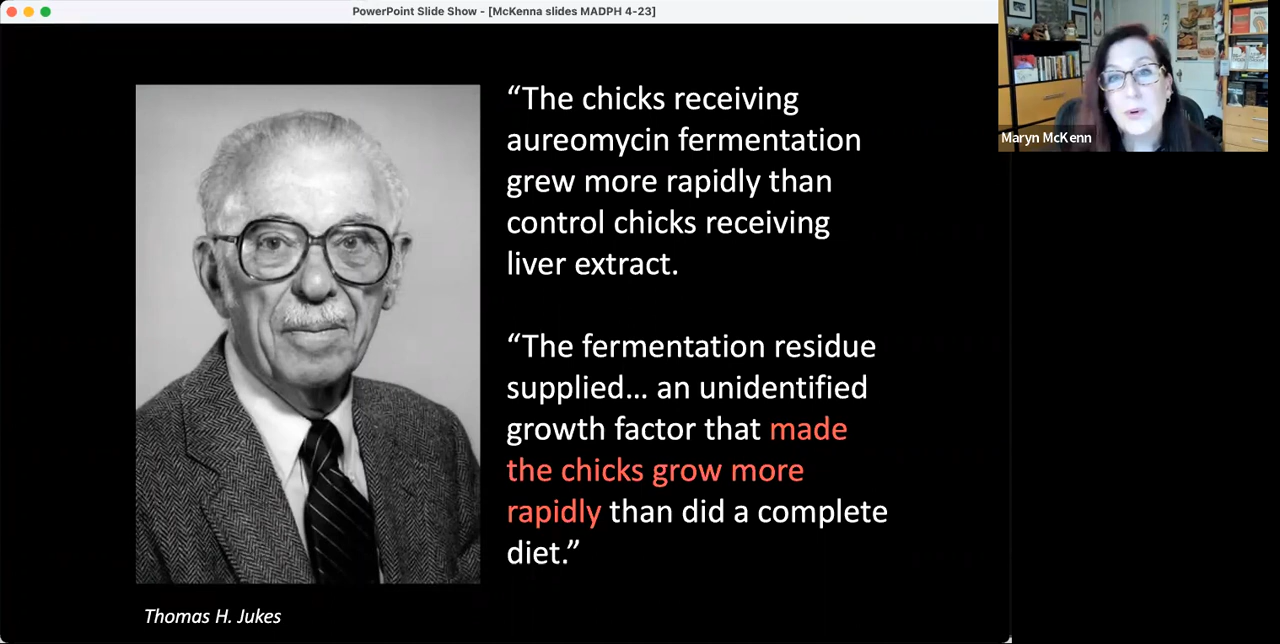 PowerPoint Slide Show - [McKenna slides MADPH 4-23]
“The chicks receiving
aureomycin fermentation
grew more rapidly than
control chicks receiving
liver extract.
“The fermentation residue
supplied... an unidentified
growth factor that made
the chicks grow more
rapidly than did a complete
diet.”
Thomas H. Jukes
Maryn McKenn